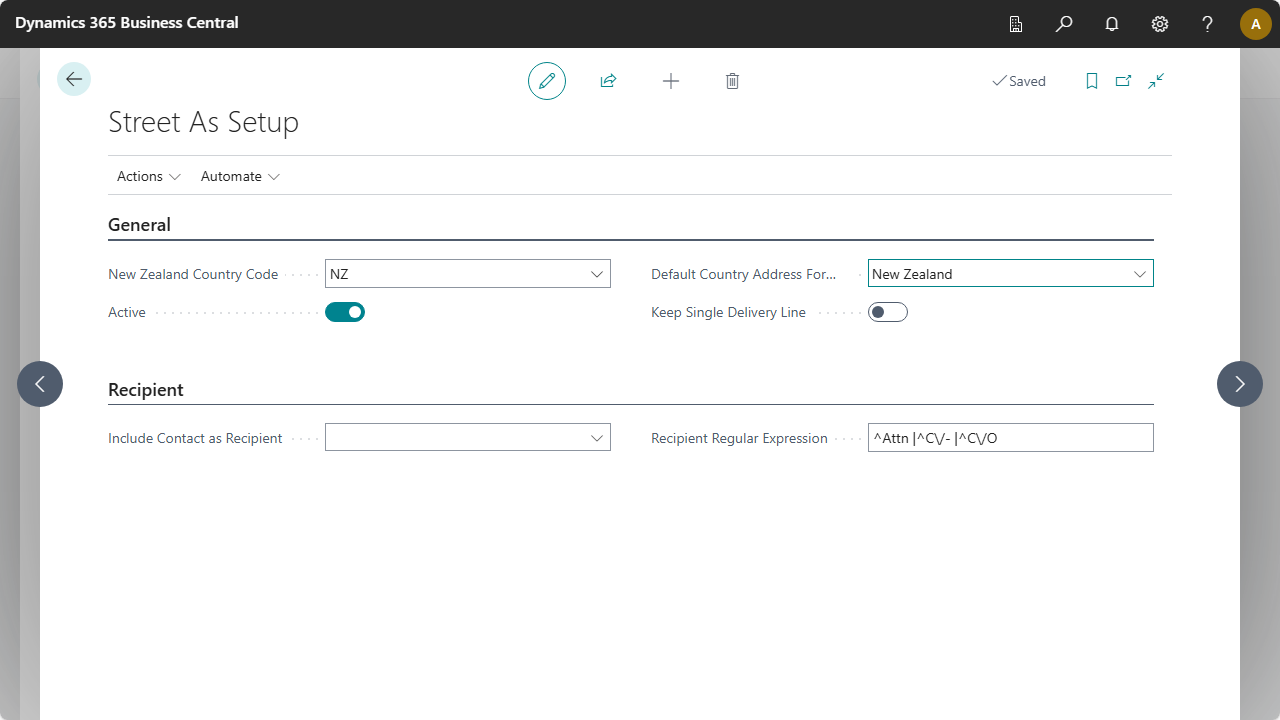 Dynamics 365 Business Central
A
Saved
Street As Setup
Actions Automate
General
New Zealand Country Code NZ Default Country Address For... New Zealand
Active Keep Single Delivery Line
Recipient
Include Contact as Recipient Recipient Regular Expression ^Attn |^C\/- |^C\/O